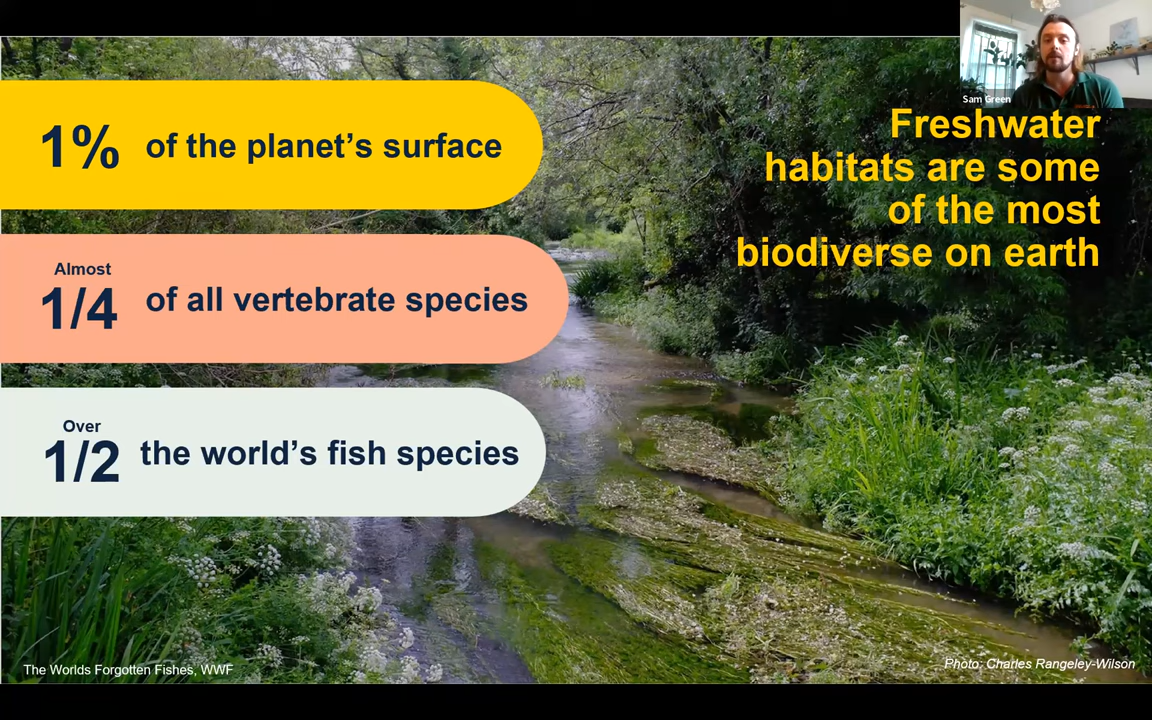 Sam Green
1% of the planet’s surface
Freshwater
habitats are some
of the most
biodiverse on earth
Almost
1/4 of all vertebrate species
Over
1/2 the world’s fish species
The Worlds Forgotten Fishes, WWF
Photo: Charles Rangeley-Wilson